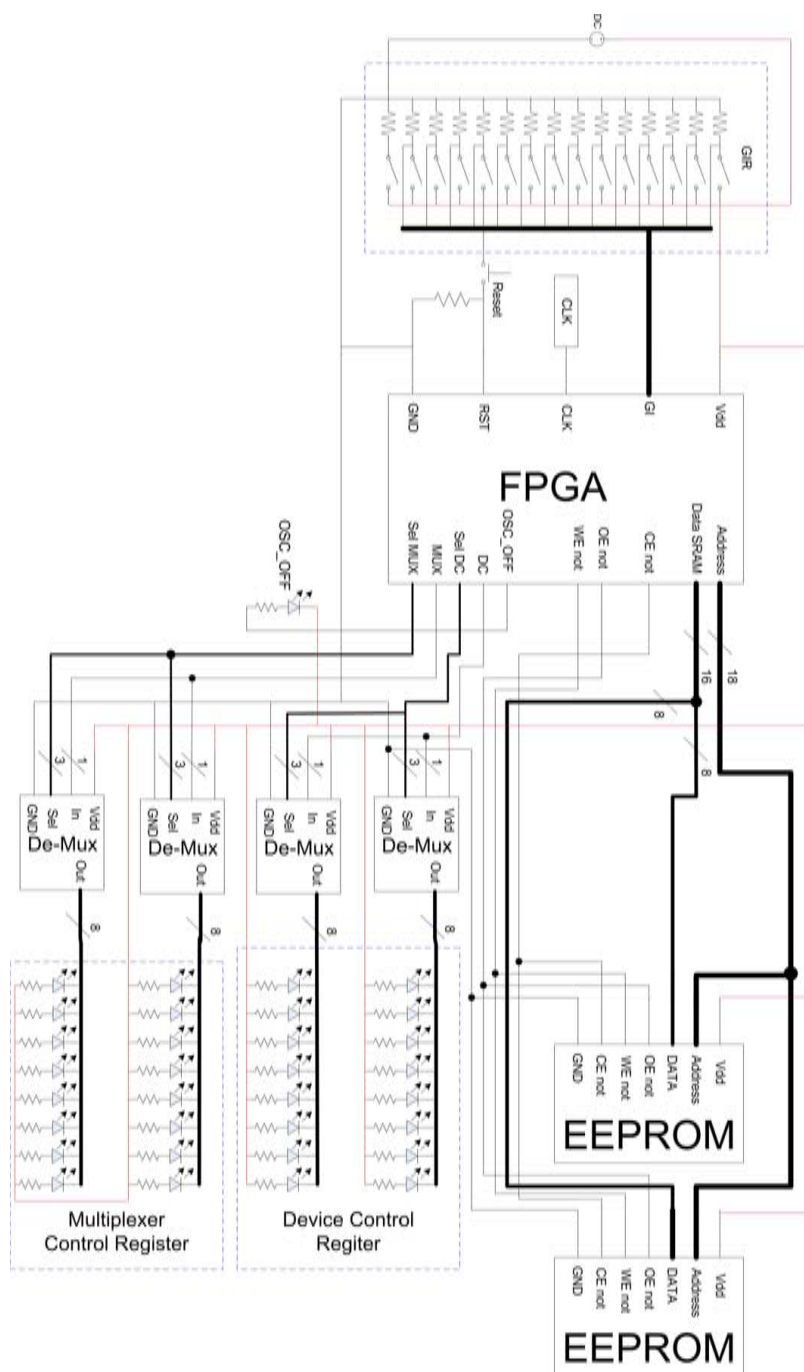 DC
GIR
Reset
CLK
GND
RST
CLK
GI
Vdd
FPGA
Sel MUX
MUX
Sel DC
DC
OSC_OFF
WE not
OE not
CE not
Data SRAM
Address
OSC_OFF
16
18
8
8
3
1
3
1
3
1
3
1
GND
Sel
In
Vdd
De-Mux
Out
GND
Sel
In
Vdd
De-Mux
Out
GND
Sel
In
Vdd
De-Mux
Out
GND
Sel
In
Vdd
De-Mux
Out
8
8
8
8
Multiplexer
Control Register
Device Control
Regiter
GND
CE not
WE not
OE not
DATA
Address
Vdd
EEPROM
GND
CE not
WE not
OE not
DATA
Address
Vdd
EEPROM